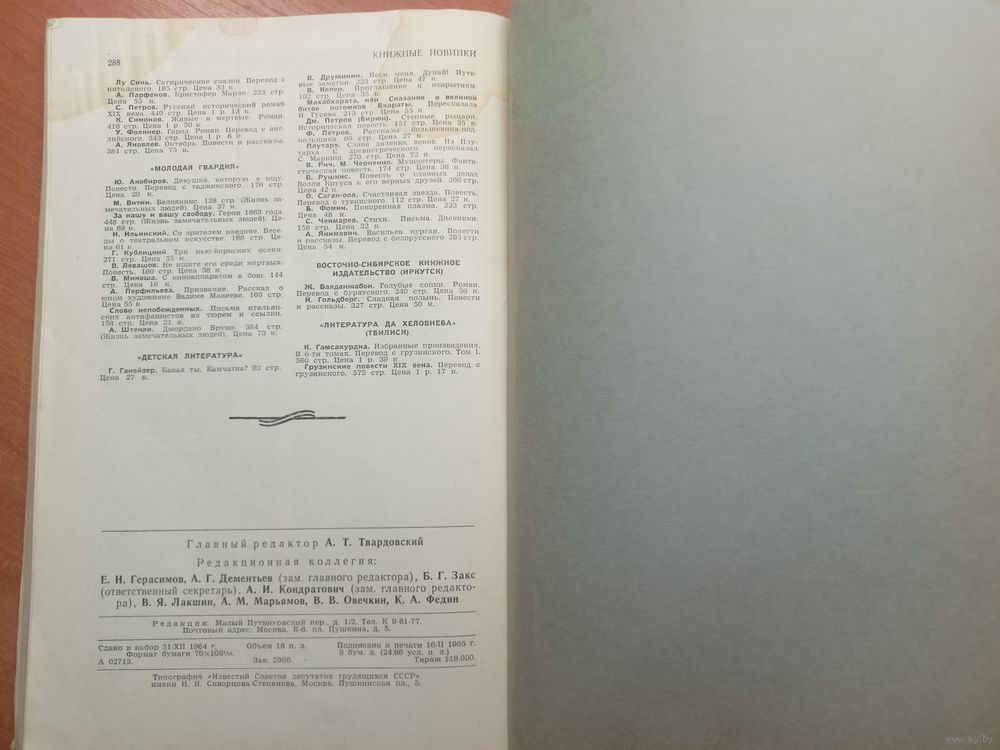 288
КНИЖНЫЕ НОВИНКИ
Лу Синь. Сатирические сказки. Перевод с
китайского. 195 стр. Цена 33 к.
А. Парфенов. Кристофер Марло. 223 стр.
Цена 55 к.
С. Петров. Русский исторический роман
XIX века. 440 стр. Цена 1 р. 13 к.
К. Симонов. Живые и мертвые. Роман.
416 стр. Цена 1 р. 50 к.
У. Фолкнер. Город. Роман. Перевод с анг-
лийского. 343 стр. Цена 1 р. 6 к.
А. Яковлев. Октябрь. Повести и рассказы.
384 стр. Цена 75 к.
«МОЛОДАЯ ГВАРДИЯ»
Ю. Акобиров. Девушка, которую я ищу.
Повести. Перевод с таджикского. 176 стр.
Цена 20 к.
М. Витин. Белояннис. 128 стр. (Жизнь за-
мечательных людей). Цена 37 к.
За нашу и вашу свободу. Герои 1863 года.
448 стр. (Жизнь замечательных людей). Це-
на 89 к.
И. Ильинский. Со зрителем наедине. Бесе-
ды о театральном искусстве. 168 стр. Це-
на 61 к.
Г. Кублицкий. Три нью-йоркских осени.
271 стр. Цена 55 к.
В. Левашов. Не ищите его среди мертвых.
Повесть. 160 стр. Цена 38 к.
В. Микоша. С киноаппаратом в бою. 144
стр. Цена 16 к.
А. Перфильева. Призвание. Рассказ о
юном художнике Вадиме Манееве. 160 стр.
Цена 55 к.
Слово непобежденных. Письма итальян-
ских антифашистов из тюрем и ссылки.
158 стр. Цена 21 к.
А. Штекли. Джордано Бруно. 384 стр.
(Жизнь замечательных людей). Цена 73 к.
«ДЕТСКАЯ ЛИТЕРАТУРА»
Г. Ганейзер. Какая ты, Камчатка? 93 стр.
Цена 27 к.
В. Дружинин. Неси меня, Дунай! Путе-
вые заметки. 223 стр. Цена 47 к.
В. Келер. Приглашение к открытиям.
192 стр. Цена 35 к.
Махабхарата, или Сказание о великой
битве потомков Бхараты. Пересказала
Н. Гусева. 213 стр. Цена 55 к.
Дм. Петров (Бирюк). Степные рыцари.
Историческая повесть. 157 стр. Цена 35 к.
Ф. Петров. Рассказы большевика-под-
польщика. 86 стр. Цена 27 к.
Плутарх. Слава далеких веков. Из Плу-
тарха. С древнегреческого пересказал
С. Маркиш. 270 стр. Цена 72 к.
В. Рич, М. Черненко. Мушкетеры. Фанта-
стическая повесть. 174 стр. Цена 36 к.
В. Рушкис. Повесть о славных делах
Волли Крууса и его верных друзей. 206 стр.
Цена 42 к.
О. Саган-оол. Счастливая звезда. Повесть.
Перевод с тувинского. 112 стр. Цена 27 к.
Б. Фомин. Покоренная плазма. 223 стр.
Цена 48 к.
С. Чекмарев. Стихи. Письма. Дневники.
158 стр. Цена 32 к.
А. Якимович. Васильев курган. Повести
и рассказы. Перевод с белорусского. 285 стр.
Цена 54 к.
ВОСТОЧНО-СИБИРСКОЕ КНИЖНОЕ
ИЗДАТЕЛЬСТВО (ИРКУТСК)
Ж. Балданжабон. Голубые сопки. Роман.
Перевод с бурятского. 240 стр. Цена 36 к.
И. Гольдберг. Сладкая полынь. Повести
и рассказы. 327 стр. Цена 50 к.
«ЛИТЕРАТУРА ДА ХЕЛОВНЕБА»
(ТБИЛИСИ)
К. Гамсахурдиа. Избранные произведения.
В 6-ти томах. Перевод с грузинского. Том I.
560 стр. Цена 1 р. 39 к.
Грузинские повести XIX века. Перевод с
грузинского. 575 стр. Цена 1 р. 17 к.
Главный редактор А. Т. Твардовский
Редакционная коллегия:
Е. Н. Герасимов, А. Г. Дементьев (зам. главного редактора), Б. Г. Закс
(ответственный секретарь), А. И. Кондратович (зам. главного редакто-
ра), В. Я. Лакшин, А. М. Марьямов, В. В. Овечкин, К. А. Федин
Редакция: Малый Путинковский пер., д. 1/2. Тел. К 9-81-77,
Почтовый адрес: Москва, К-6, пл. Пушкина, д. 5.
Сдано в набор 31/XII 1964 г. Объем 18 п. л. Подписано к печати 16/II 1965 г.
Формат бумаги 70×108¹/₁₆. 9 бум. л. (24,66 усл. п. л.)
А 02713. Зак. 2966. Тираж 119.000.
Типография «Известий Советов депутатов трудящихся СССР»
имени И. И. Скворцова-Степанова, Москва, Пушкинская пл., 5.
www.ay.by